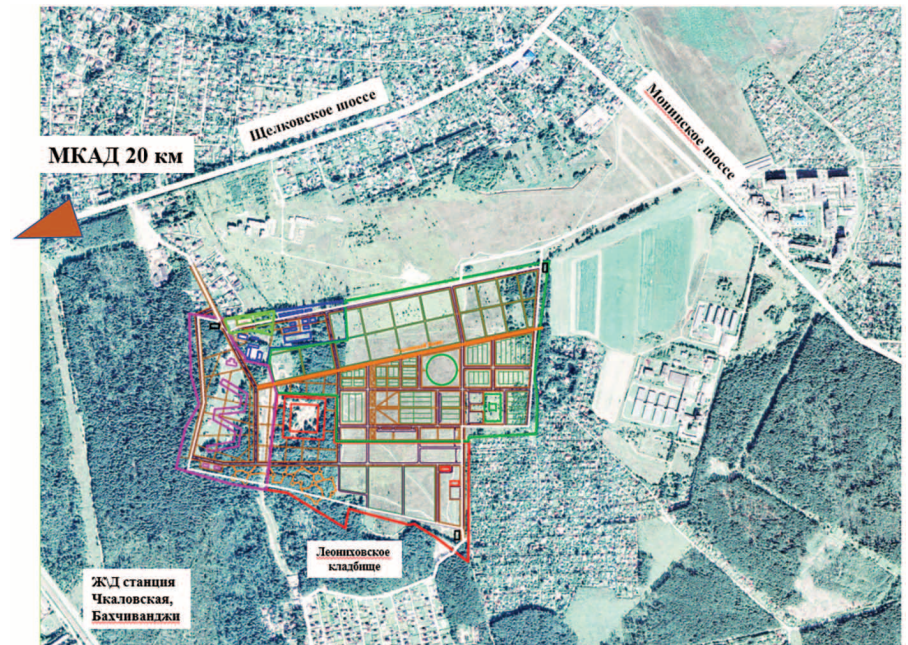 Щелковское шоссе
Монинское шоссе
МКАД 20 км
Леониховское
кладбище
Ж\Д станция
Чкаловская,
Бахчиванджи